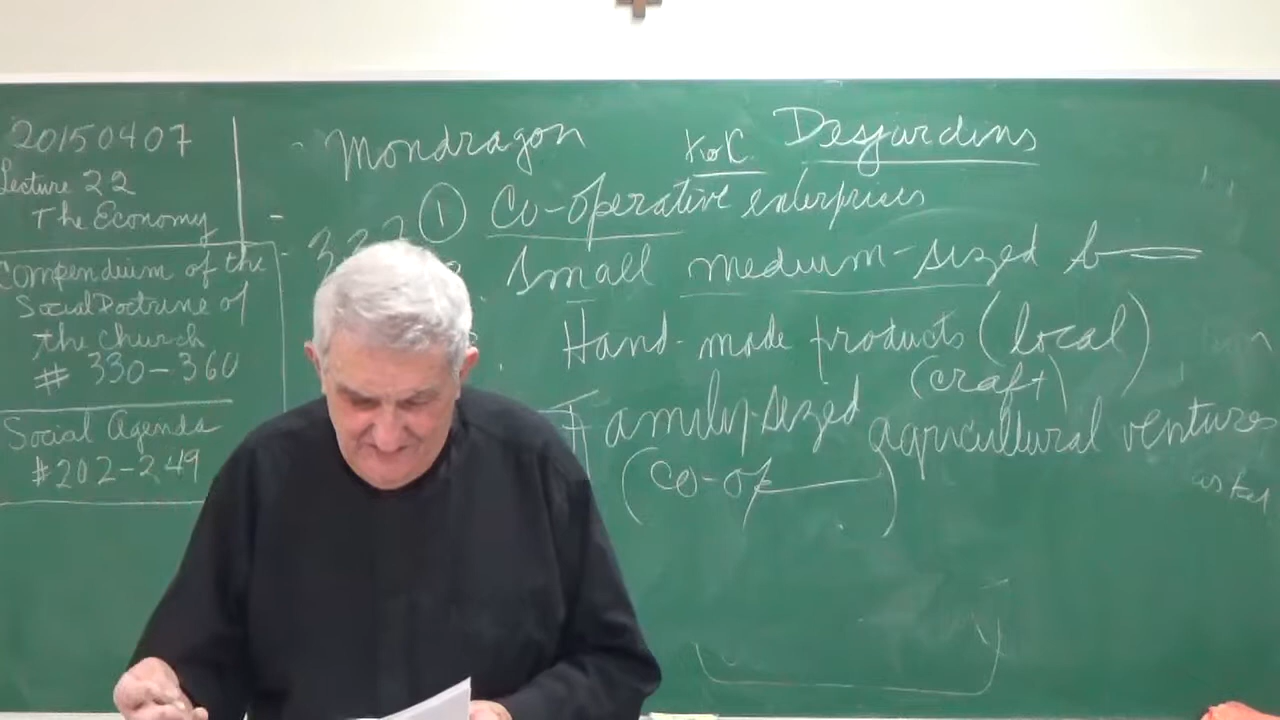 20150407
Lecture 22
The Economy
Compendium of the
Social Doctrine of
the Church
# 330-360
Social Agenda
#202-249
Mondragon KoC Desjardins
① Co-operative enterprises
Small medium-sized b
Hand-made products (local)
(craft)
Family-sized agricultural ventures
(co-op )